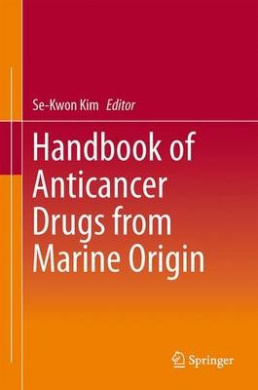 Se-Kwon Kim Editor
Handbook of
Anticancer
Drugs from
Marine Origin
Springer